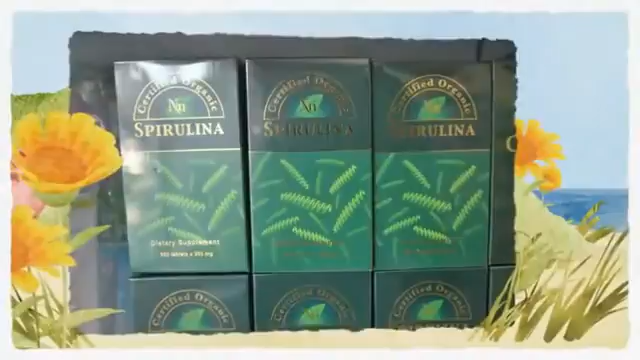 Certified Organic
Nn
SPIRULINA
Dietary Supplement
Certified Organic
Nn
SPIRULINA
Certified Organic
Nn
SPIRULINA
Certified Organic
Certified Organic
Certified Organic